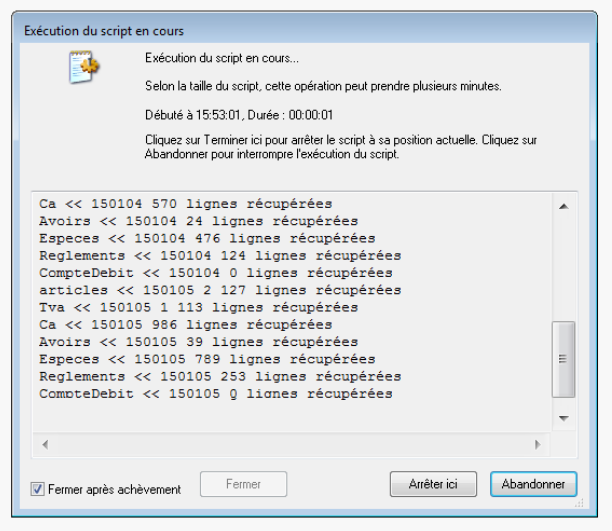 Exécution du script en cours
Exécution du script en cours...
Selon la taille du script, cette opération peut prendre plusieurs minutes.
Débuté à 15:53:01, Durée : 00:00:01
Cliquez sur Terminer ici pour arrêter le script à sa position actuelle. Cliquez sur
Abandonner pour interrompre l'exécution du script.
Ca << 150104 570 lignes récupérées
Avoirs << 150104 24 lignes récupérées
Especes << 150104 476 lignes récupérées
Reglements << 150104 124 lignes récupérées
CompteDebit << 150104 0 lignes récupérées
articles << 150105 2 127 lignes récupérées
Tva << 150105 1 113 lignes récupérées
Ca << 150105 986 lignes récupérées
Avoirs << 150105 39 lignes récupérées
Especes << 150105 789 lignes récupérées
Reglements << 150105 253 lignes récupérées
CompteDebit << 150105 0 lignes récupérées
Fermer après achèvement
Fermer
Arrêter ici
Abandonner